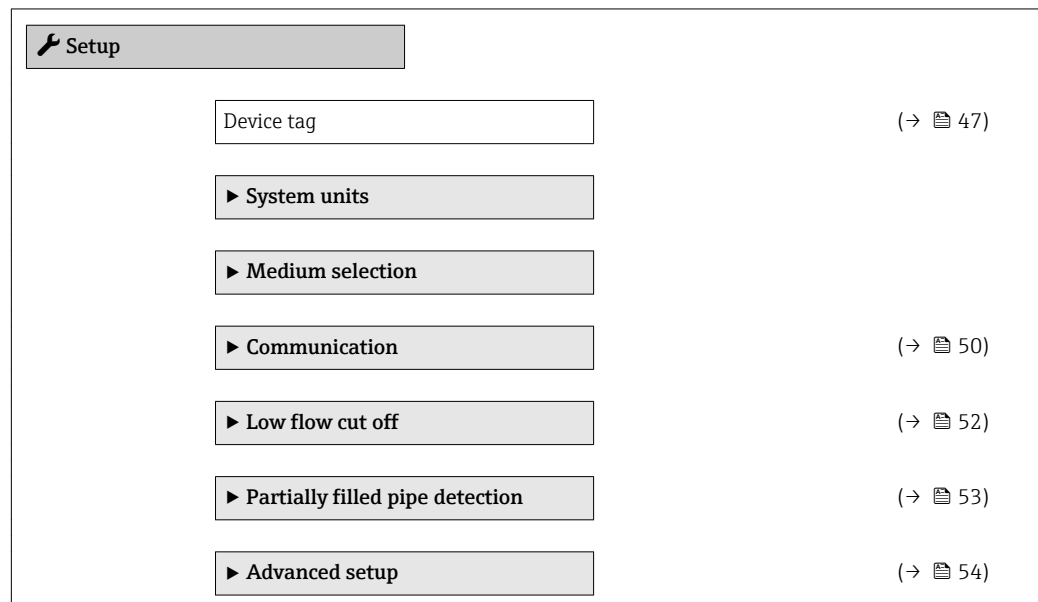 Setup
Device tag (→ 47)
▶ System units
▶ Medium selection
▶ Communication (→ 50)
▶ Low flow cut off (→ 52)
▶ Partially filled pipe detection (→ 53)
▶ Advanced setup (→ 54)